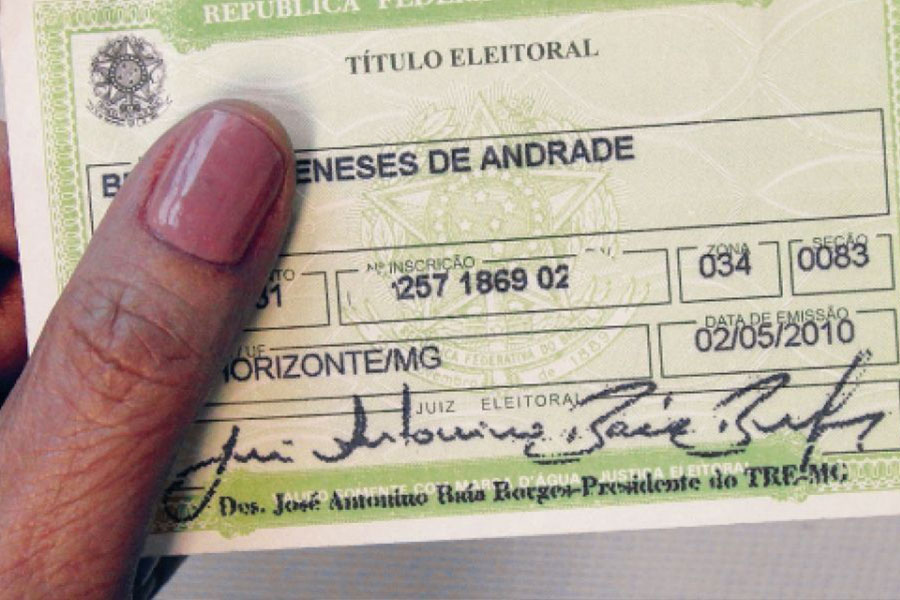 REPÚBLICA
TÍTULO ELEITORAL
ENESES DE ANDRADE
Nº INSCRIÇÃO
ZONA
SEÇÃO
257 1869 02
034
0083
DATA DE EMISSÃO
ORIZONTE/MG
02/05/2010
JUIZ ELEITORAL
Des. José Antonino Baía Borges-Presidente do TRE-MG